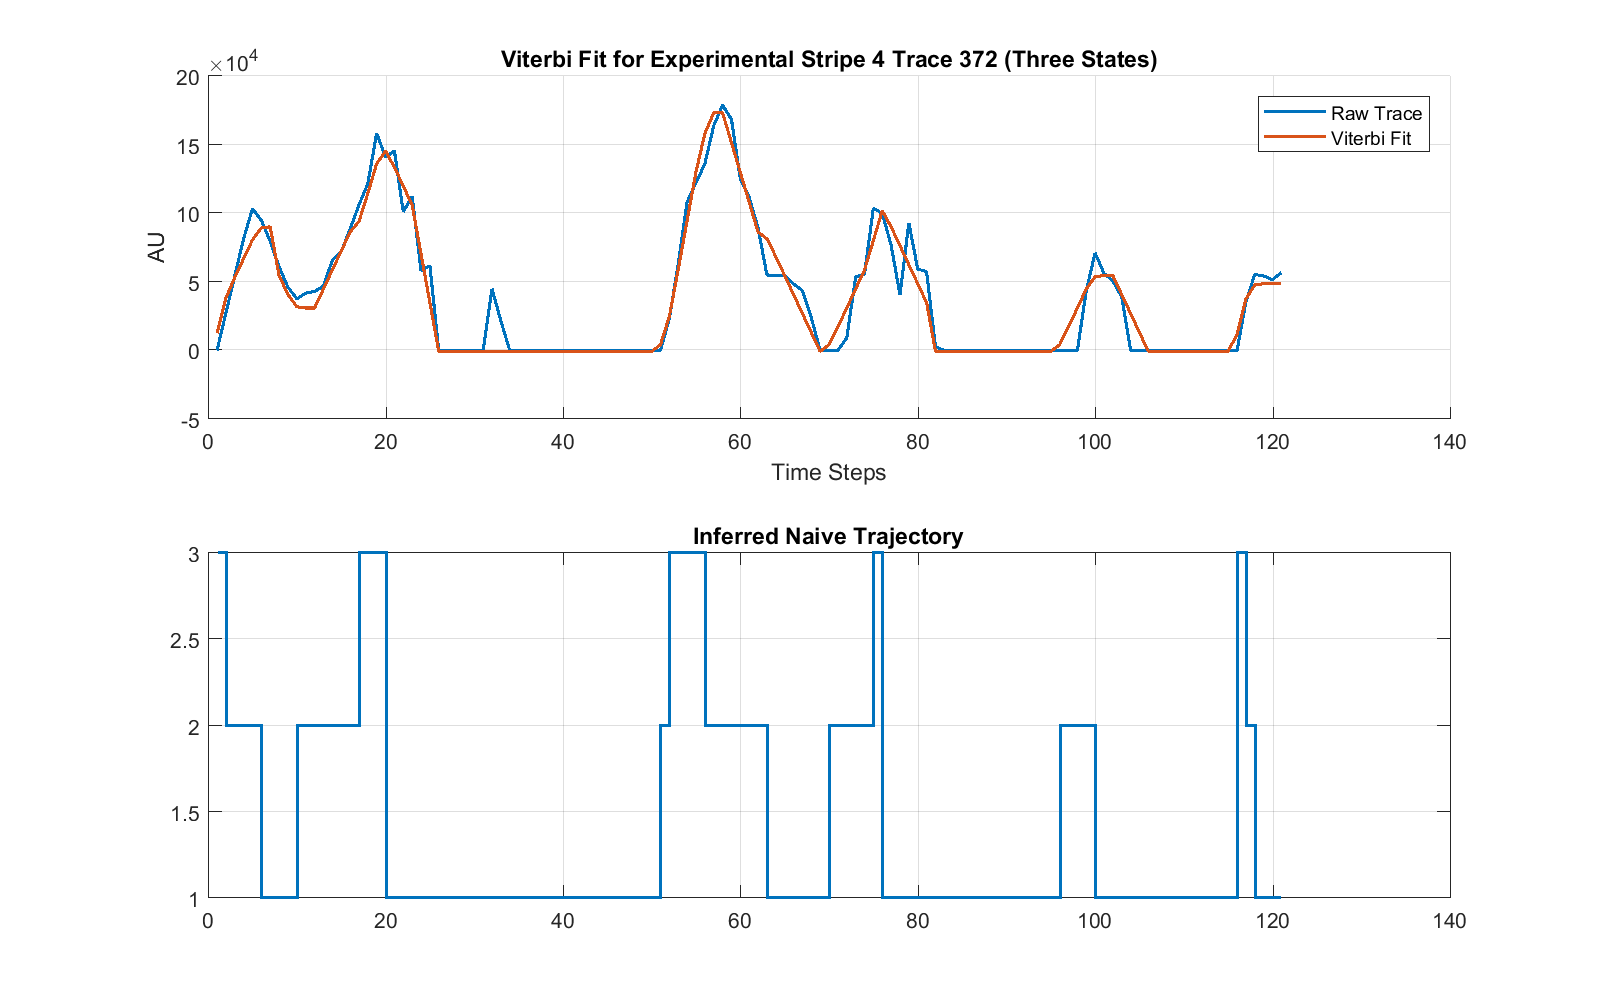 Viterbi Fit for Experimental Stripe 4 Trace 372 (Three States)
×10⁴
20
15
10
5
0
-5
AU
Raw Trace
Viterbi Fit
0 20 40 60 80 100 120 140
Time Steps
Inferred Naive Trajectory
3
2.5
2
1.5
1
0 20 40 60 80 100 120 140